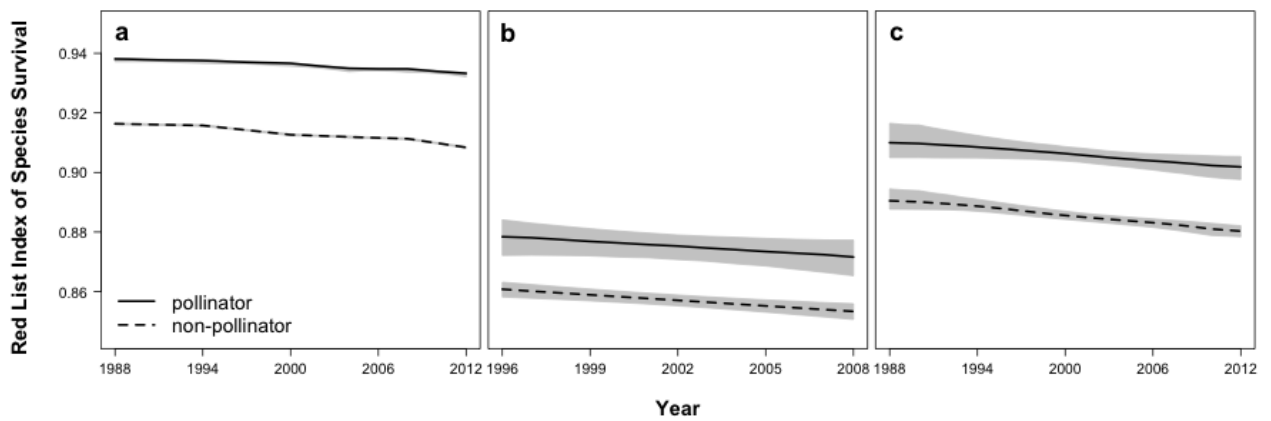 Red List Index of Species Survival
a
b
c
0.94
0.92
0.90
0.88
0.86
pollinator
non-pollinator
1988 1994 2000 2006 2012
1996 1999 2002 2005 2008
1988 1994 2000 2006 2012
Year